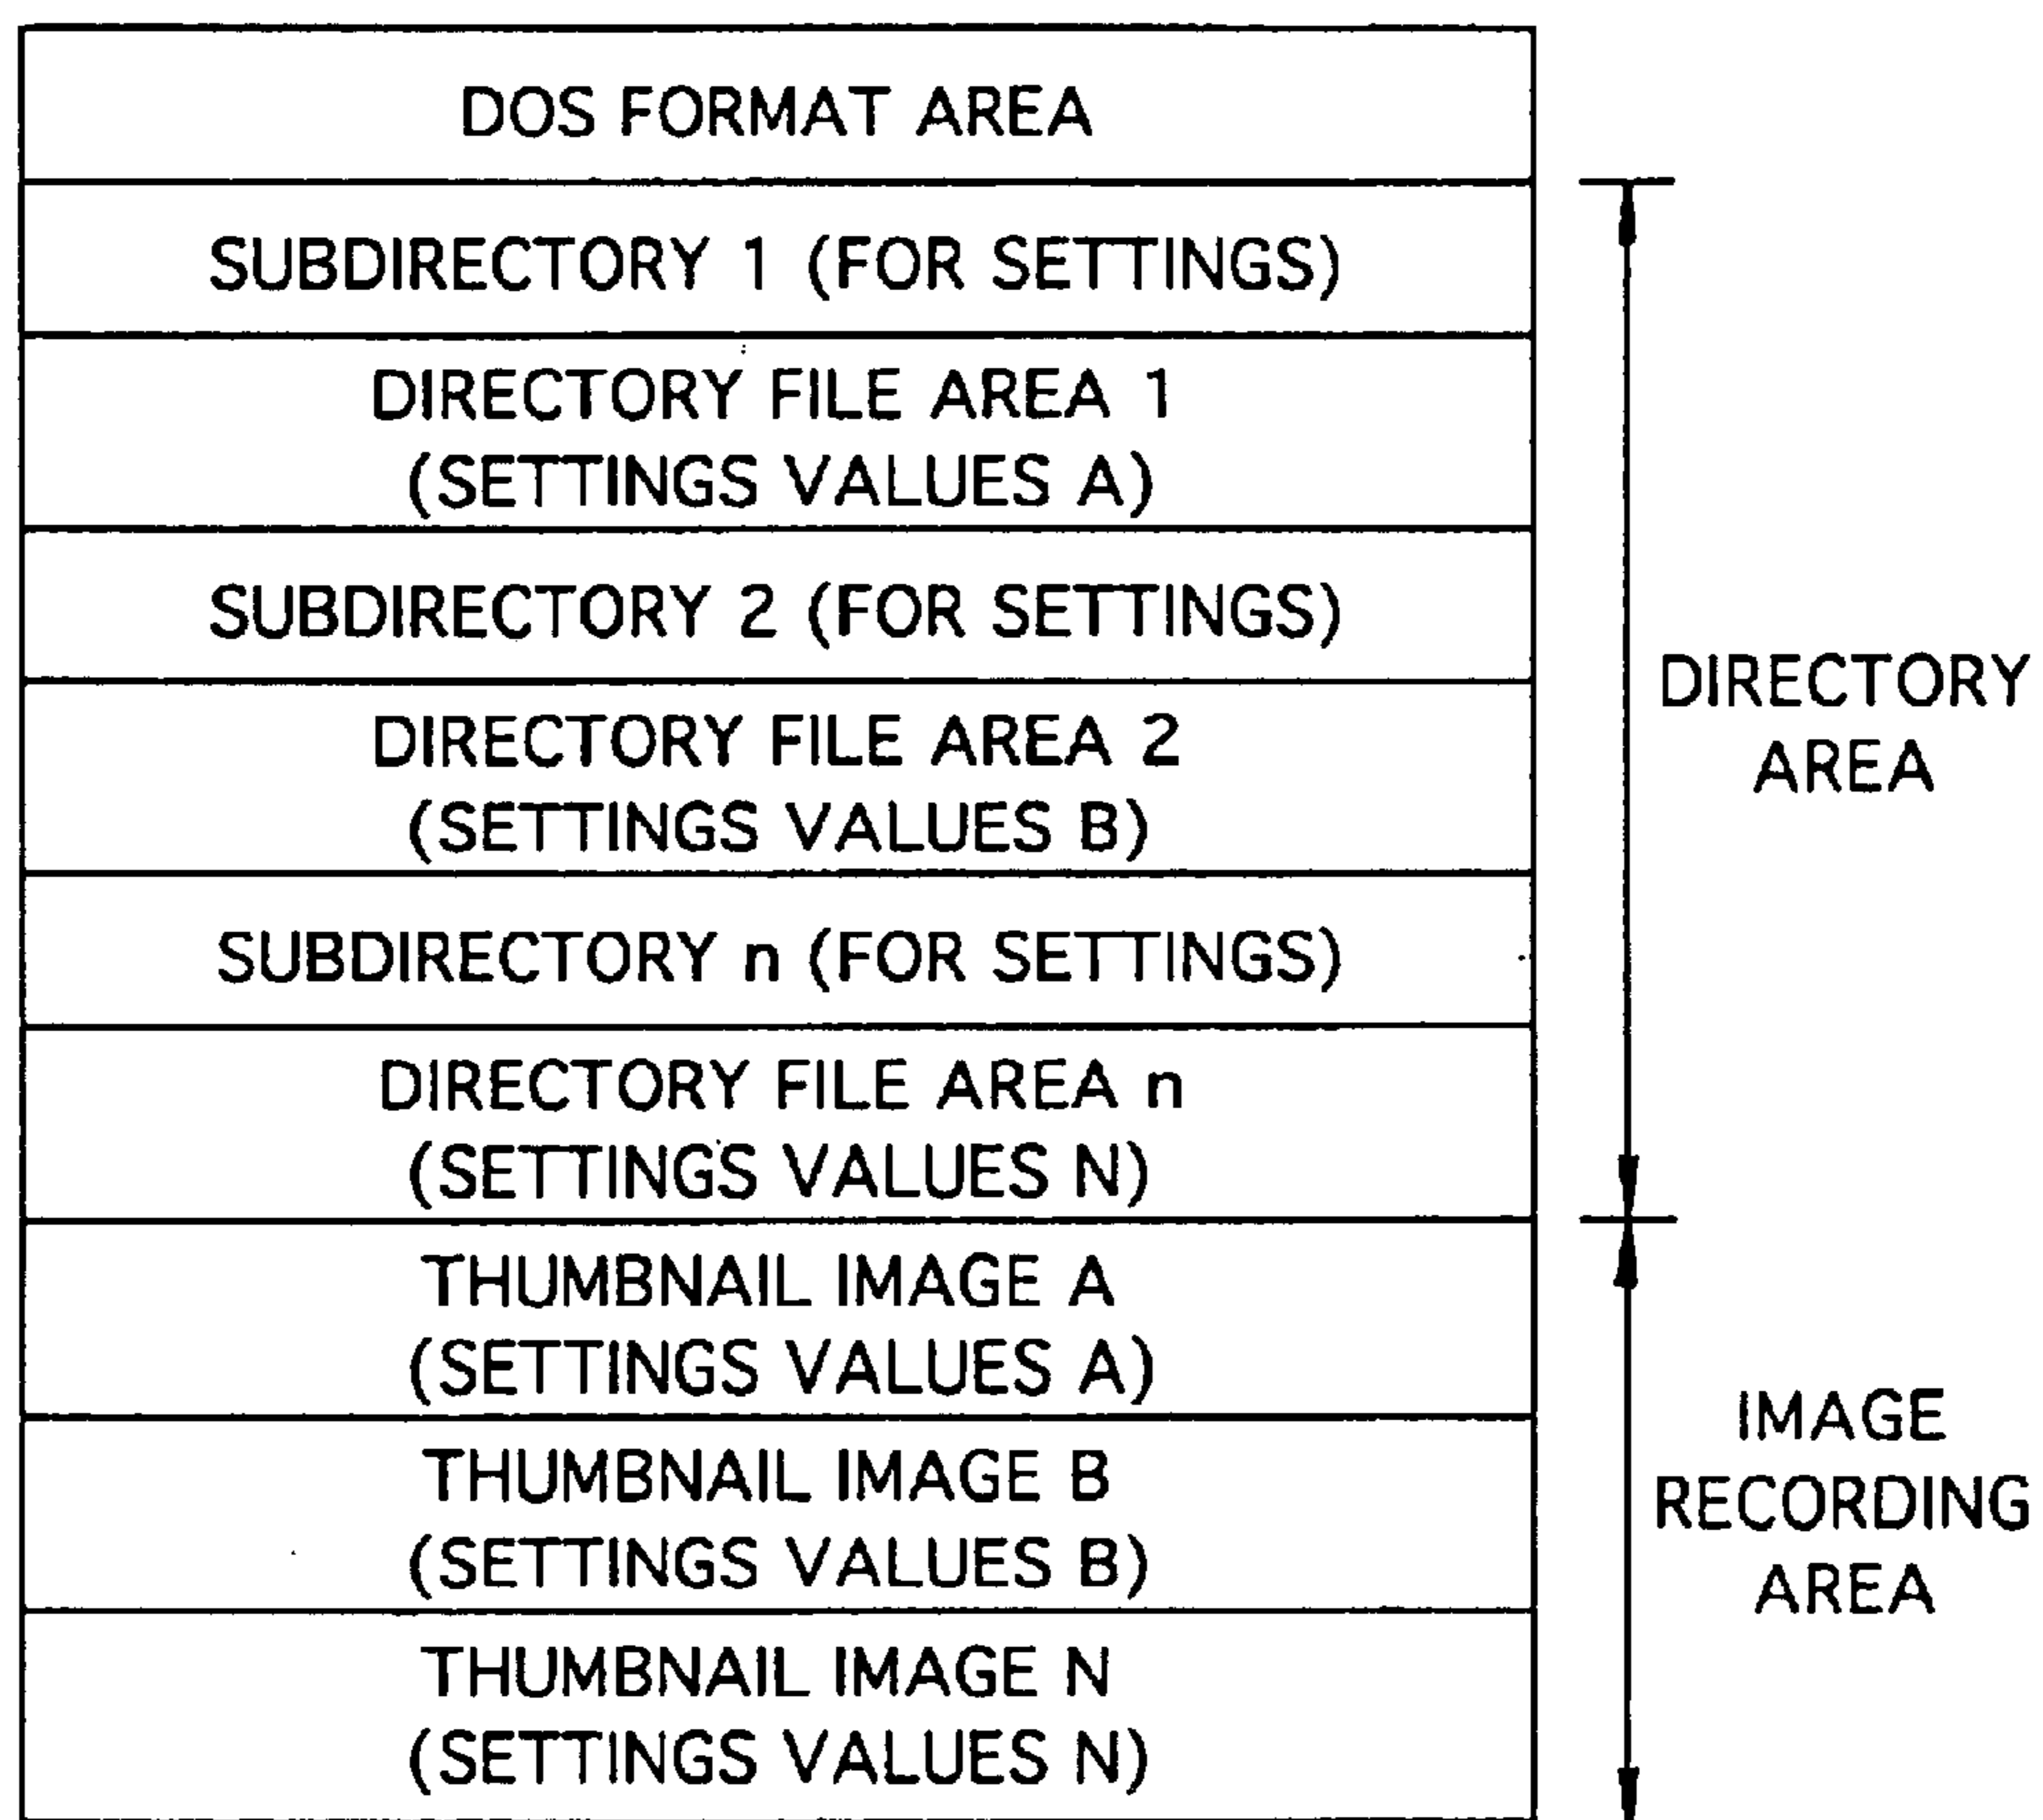 DOS FORMAT AREA
SUBDIRECTORY 1 (FOR SETTINGS)
DIRECTORY FILE AREA 1
(SETTINGS VALUES A)
SUBDIRECTORY 2 (FOR SETTINGS)
DIRECTORY FILE AREA 2
(SETTINGS VALUES B)
SUBDIRECTORY n (FOR SETTINGS)
DIRECTORY FILE AREA n
(SETTINGS VALUES N)
THUMBNAIL IMAGE A
(SETTINGS VALUES A)
THUMBNAIL IMAGE B
(SETTINGS VALUES B)
THUMBNAIL IMAGE N
(SETTINGS VALUES N)
DIRECTORY
AREA
IMAGE
RECORDING
AREA